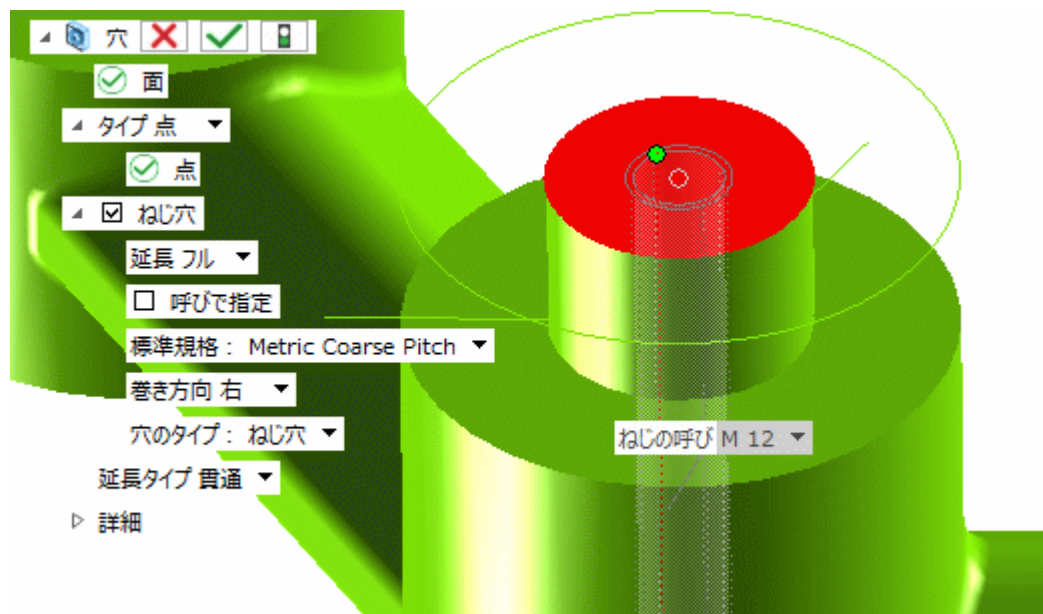 穴
面
タイプ 点
点
ねじ穴
延長 フル
呼びで指定
標準規格： Metric Coarse Pitch
巻き方向 右
穴のタイプ： ねじ穴
ねじの呼び M 12
延長タイプ 貫通
詳細